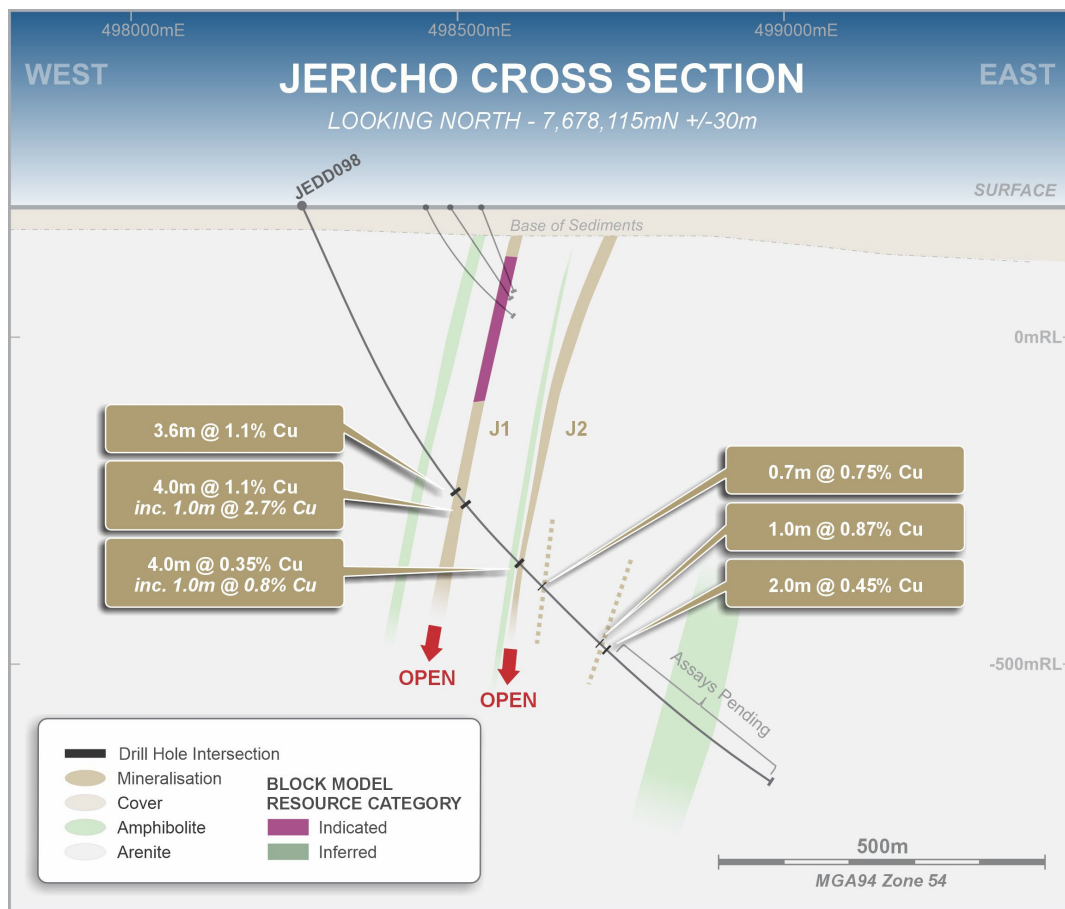 498000mE
498500mE
499000mE
WEST
JERICHO CROSS SECTION
EAST
LOOKING NORTH - 7,678,115mN +/-30m
JEDD098
SURFACE
Base of Sediments
0mRL
J1
J2
3.6m @ 1.1% Cu
4.0m @ 1.1% Cu
inc. 1.0m @ 2.7% Cu
4.0m @ 0.35% Cu
inc. 1.0m @ 0.8% Cu
0.7m @ 0.75% Cu
1.0m @ 0.87% Cu
2.0m @ 0.45% Cu
-500mRL
OPEN
OPEN
Assays Pending
Drill Hole Intersection
Mineralisation
Cover
Amphibolite
Arenite
BLOCK MODEL
RESOURCE CATEGORY
Indicated
Inferred
500m
MGA94 Zone 54